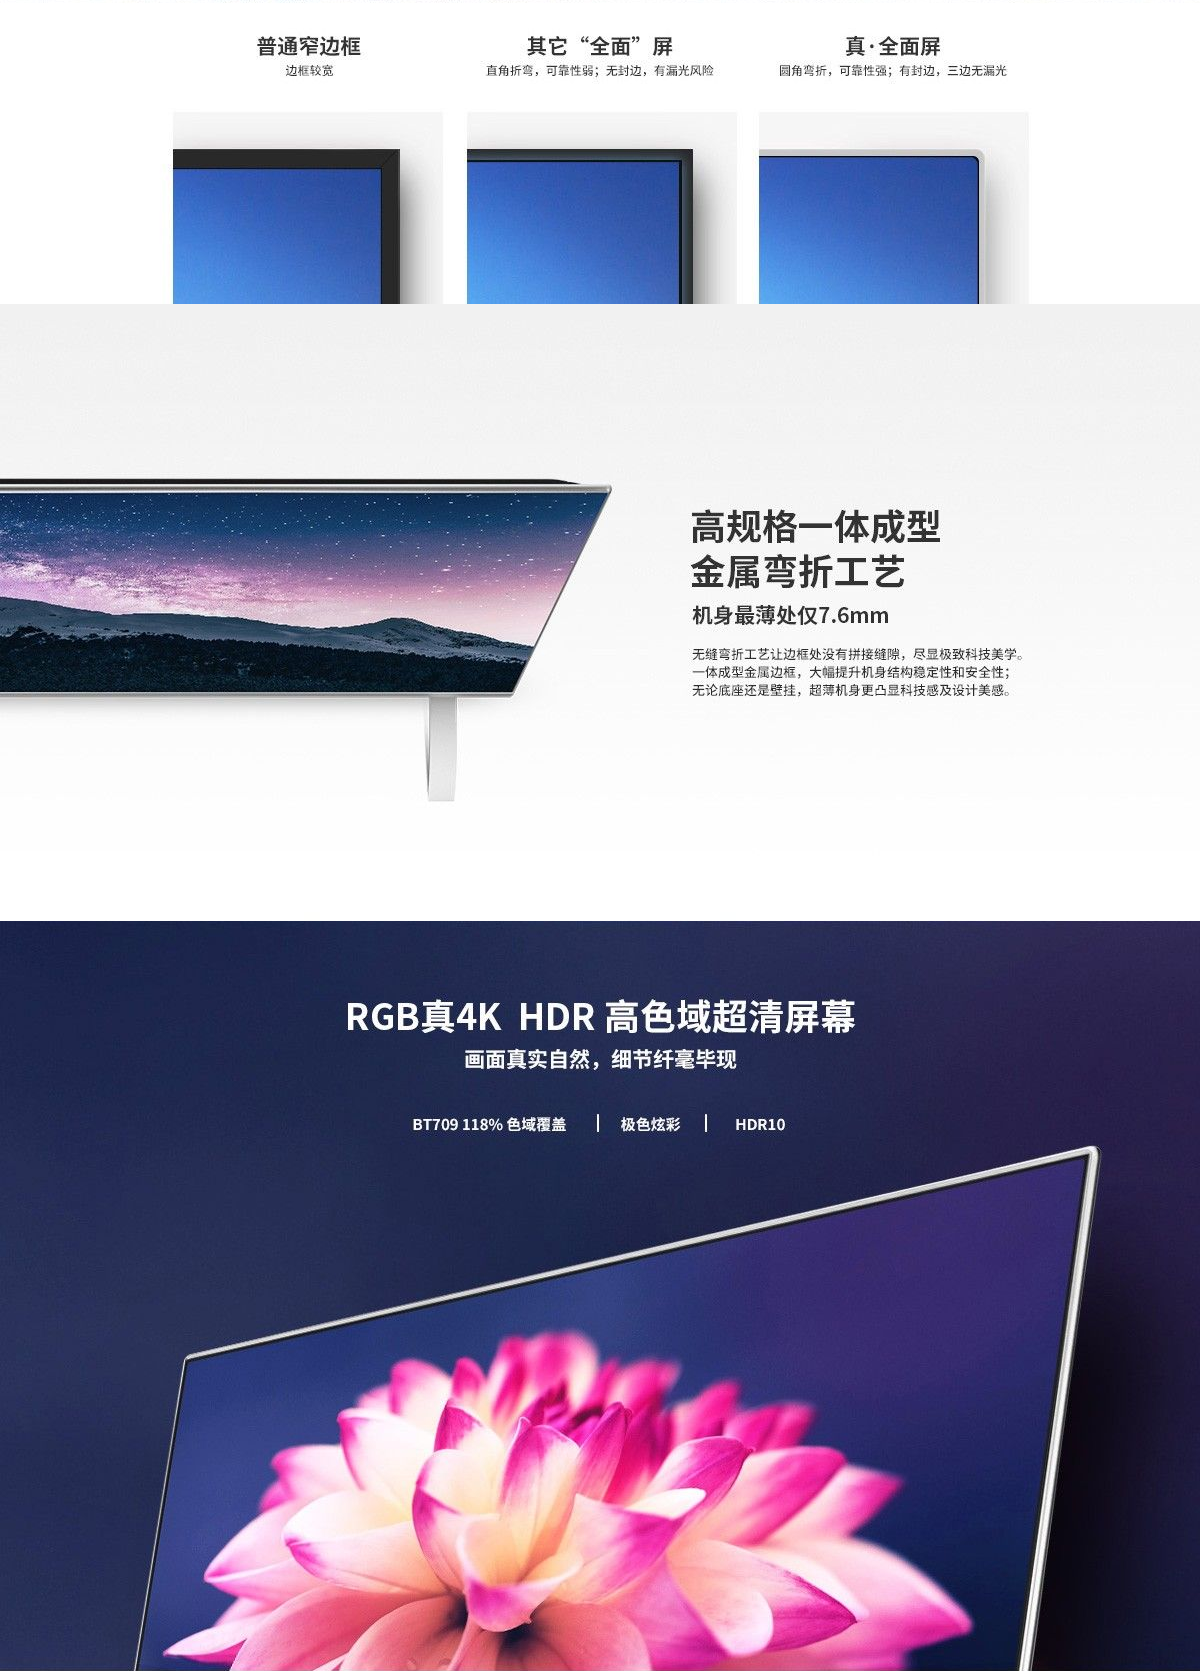 普通窄边框
边框较宽
其它“全面”屏
直角折弯，可靠性弱；无封边，有漏光风险
真·全面屏
圆角弯折，可靠性强；有封边，三边无漏光
高规格一体成型
金属弯折工艺
机身最薄处仅7.6mm
无缝弯折工艺让边框处没有拼接缝隙，尽显极致科技美学。
一体成型金属边框，大幅提升机身结构稳定性和安全性；
无论底座还是壁挂，超薄机身更凸显科技感及设计美感。
RGB真4K HDR 高色域超清屏幕
画面真实自然，细节纤毫毕现
BT709 118% 色域覆盖 | 极色炫彩 | HDR10